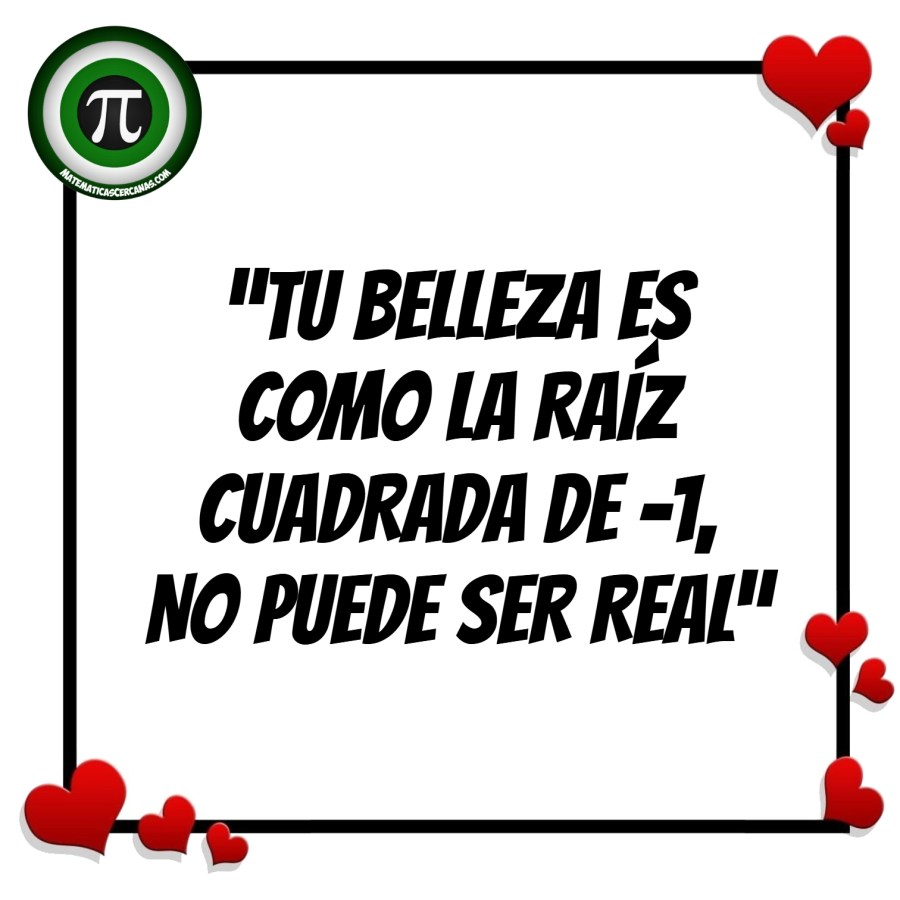 π
MATEMATICASCERCANAS.COM
"TU BELLEZA ES
COMO LA RAÍZ
CUADRADA DE -1,
NO PUEDE SER REAL"